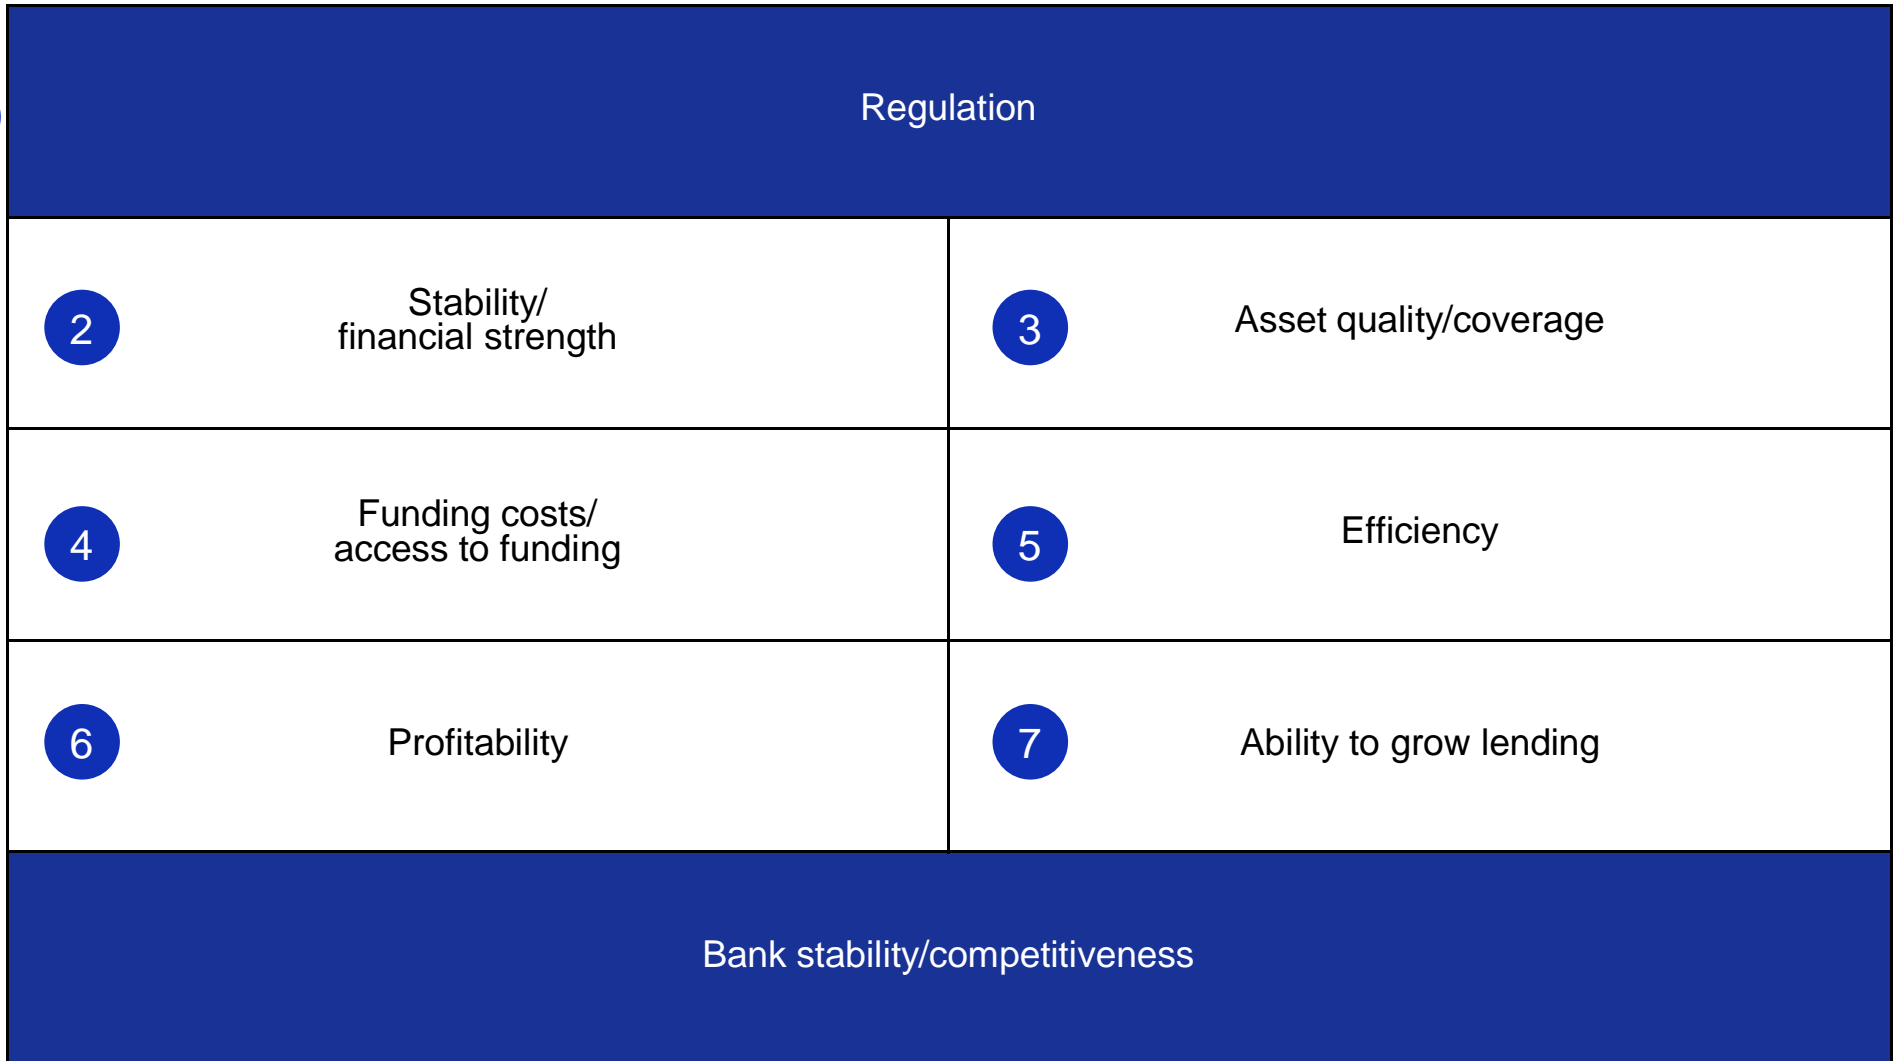 Regulation
2
Stability/
financial strength
3
Asset quality/coverage
4
Funding costs/
access to funding
5
Efficiency
6
Profitability
7
Ability to grow lending
Bank stability/competitiveness